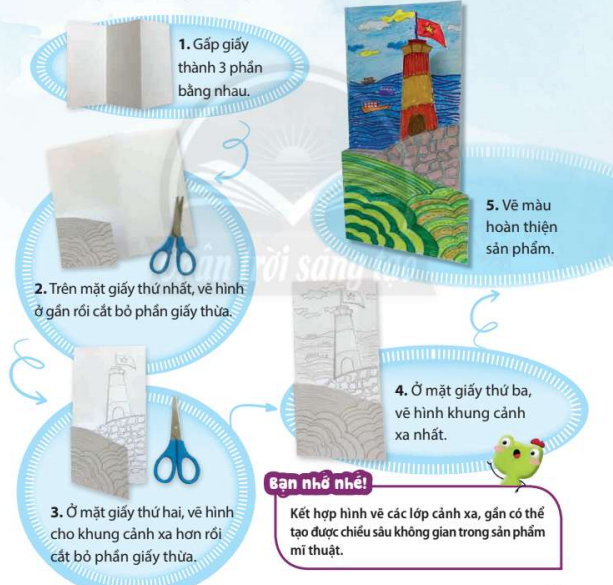 1. Gấp giấy
thành 3 phần
bằng nhau.
2. Trên mặt giấy thứ nhất, vẽ hình
ở gần rồi cắt bỏ phần giấy thừa.
3. Ở mặt giấy thứ hai, vẽ hình
cho khung cảnh xa hơn rồi
cắt bỏ phần giấy thừa.
4. Ở mặt giấy thứ ba,
vẽ hình khung cảnh
xa nhất.
5. Vẽ màu
hoàn thiện
sản phẩm.
Bạn nhớ nhé!
Kết hợp hình vẽ các lớp cảnh xa, gần có thể
tạo được chiều sâu không gian trong sản phẩm
mĩ thuật.
Chân trời sáng tạo